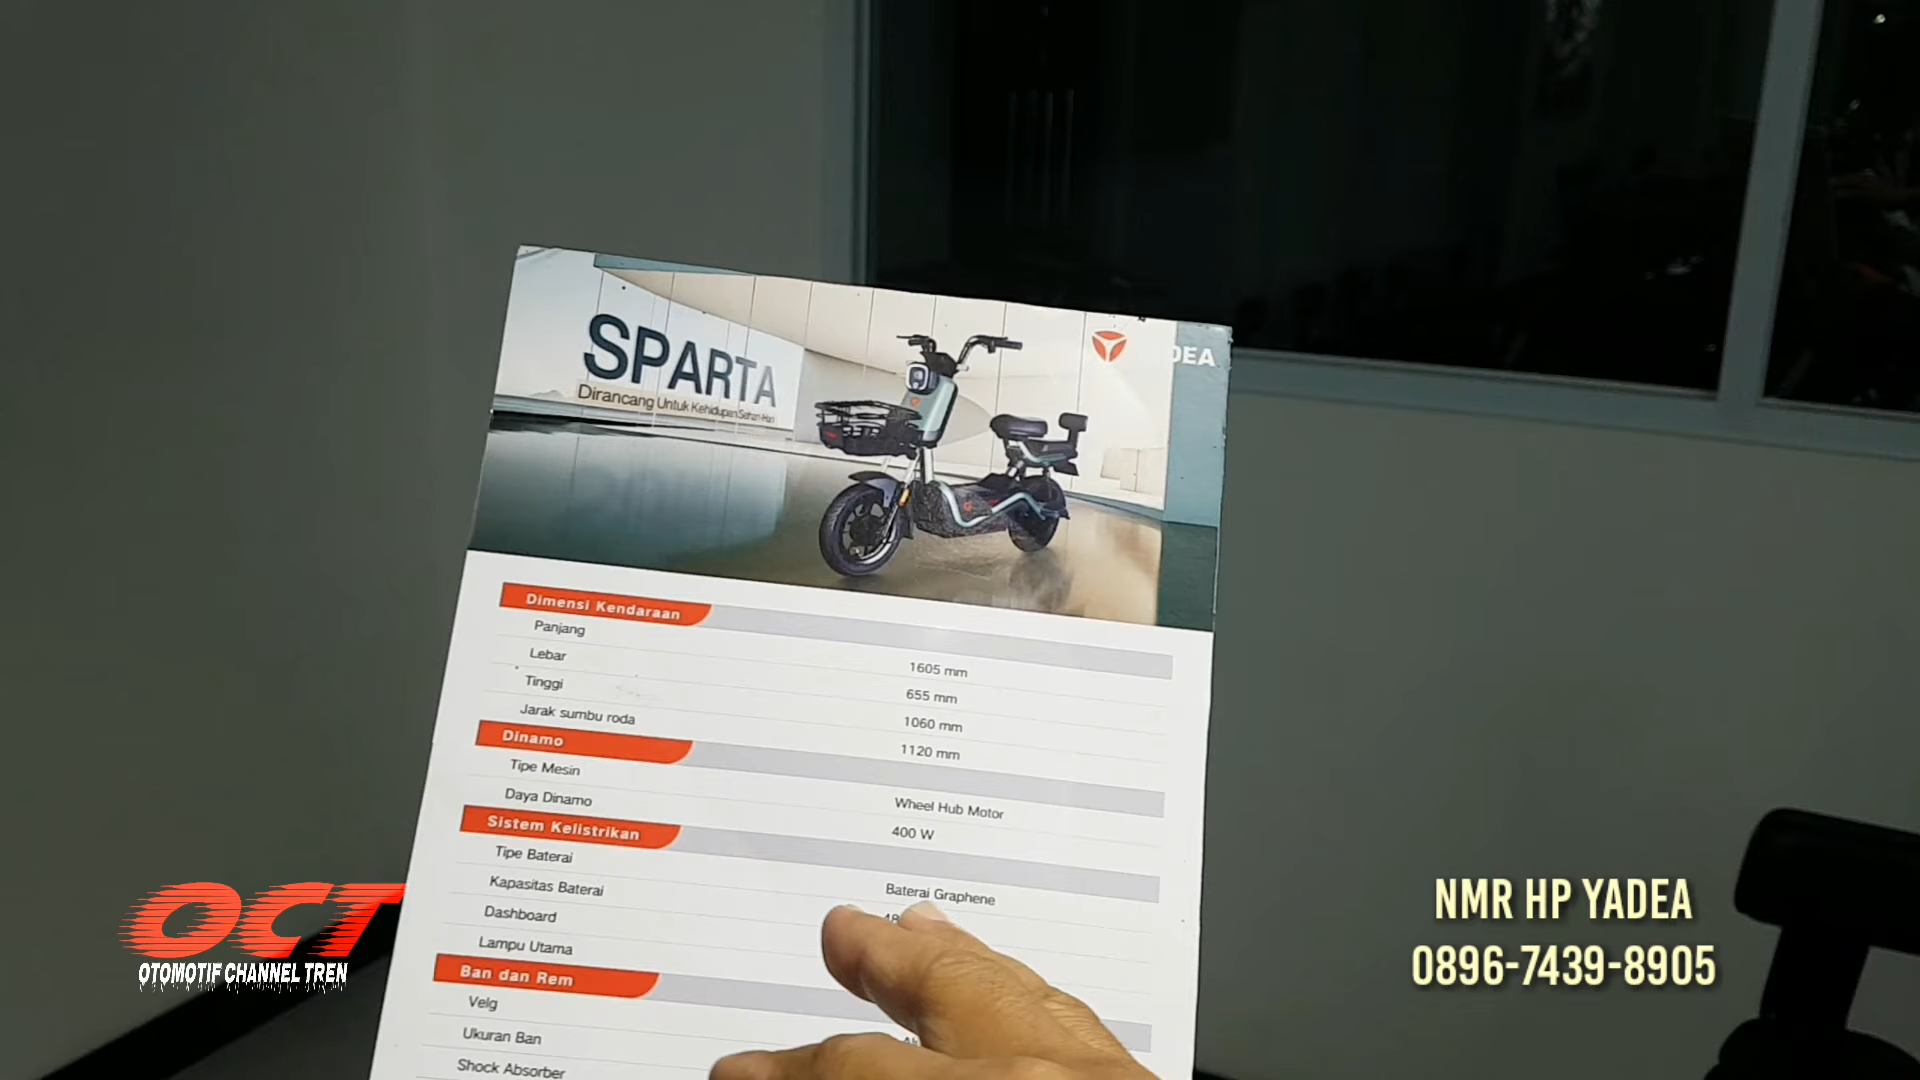 SPARTA
Dirancang Untuk Kehidupan Sehari-Hari
DEA
Dimensi Kendaraan
Panjang 1605 mm
Lebar 655 mm
Tinggi 1060 mm
Jarak sumbu roda 1120 mm
Dinamo
Tipe Mesin Wheel Hub Motor
Daya Dinamo 400 W
Sistem Kelistrikan
Tipe Baterai Baterai Graphene
Kapasitas Baterai 48
Dashboard
Lampu Utama
Ban dan Rem
Velg
Ukuran Ban
Shock Absorber
OCT
OTOMOTIF CHANNEL TREN
NMR HP YADEA
0896-7439-8905